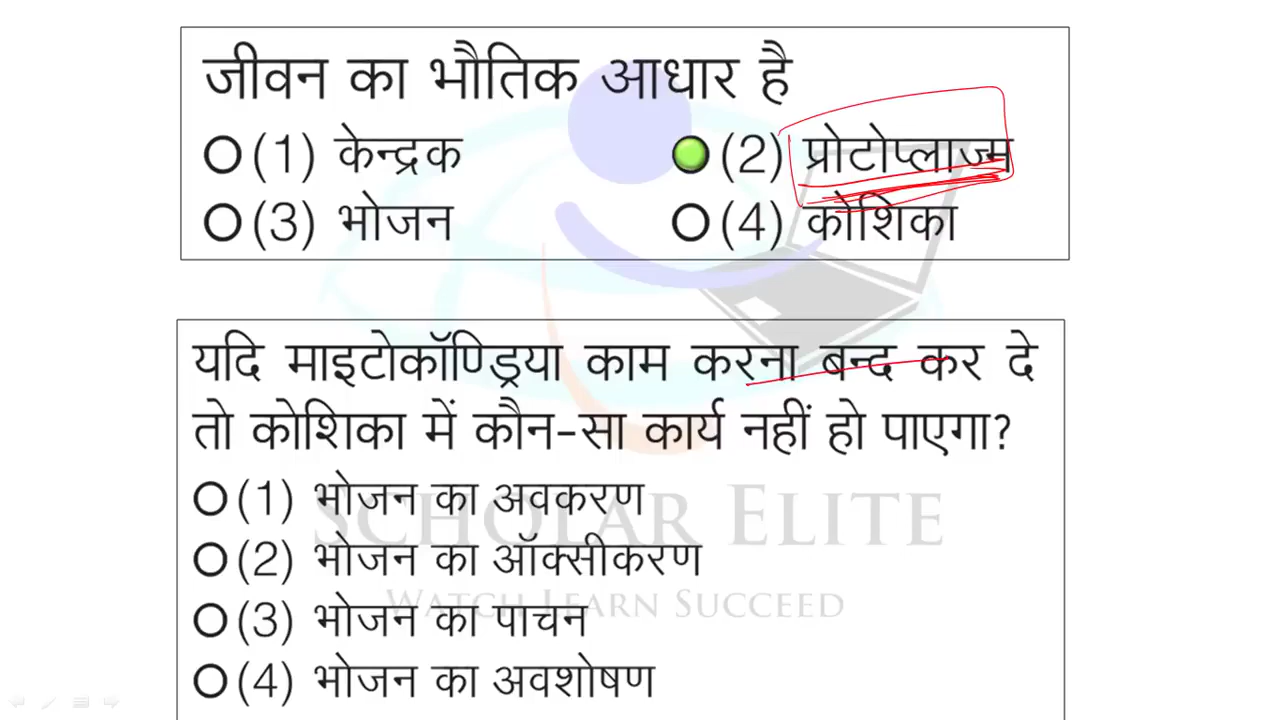 जीवन का भौतिक आधार है
(1) केन्द्रक (2) प्रोटोप्लाज्म
(3) भोजन (4) कोशिका
यदि माइटोकॉण्ड्रिया काम करना बन्द कर दे
तो कोशिका में कौन-सा कार्य नहीं हो पाएगा?
(1) भोजन का अवकरण
(2) भोजन का ऑक्सीकरण
SCHOLAR ELITE
(3) भोजन का पाचन
WATCH LEARN SUCCEED
(4) भोजन का अवशोषण